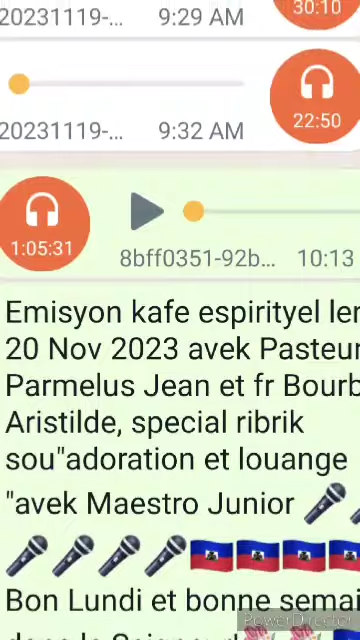 30:10
20231119-... 9:29 AM
22:50
20231119-... 9:32 AM
1:05:31
8bff0351-92b... 10:13
Emisyon kafe espirityel
20 Nov 2023 avek Pasteur
Parmelus Jean et fr
Aristilde, special ribrik
sou"adoration et louange
"avek Maestro Junior 🎤
🎤🎤🎤🎤🇭🇹🇭🇹🇭🇹🇭🇹
Bon Lundi et bonne
PowerDirector